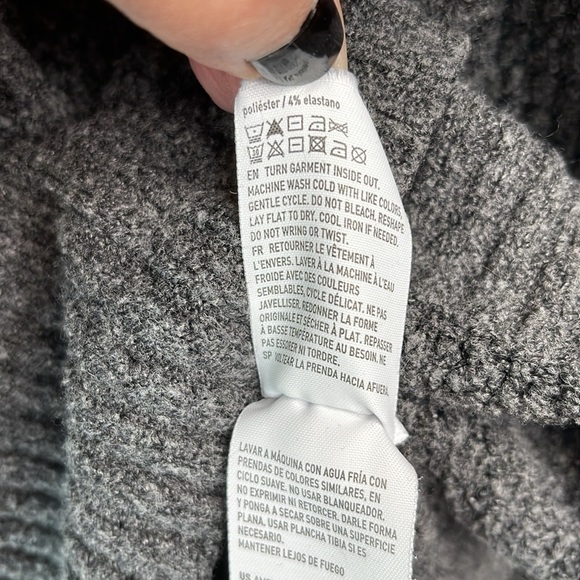 poliéster / 4% elastano
30
EN TURN GARMENT INSIDE OUT.
MACHINE WASH COLD WITH LIKE COLORS,
GENTLE CYCLE. DO NOT BLEACH. RESHAPE
LAY FLAT TO DRY. COOL IRON IF NEEDED.
DO NOT WRING OR TWIST.
FR RETOURNER LE VÊTEMENT À
L'ENVERS. LAVER À LA MACHINE À L'EAU
FROIDE AVEC DES COULEURS
SEMBLABLES, CYCLE DÉLICAT. NE PAS
JAVELLISER. REDONNER LA FORME
ORIGINALE ET SÉCHER À PLAT. REPASSER
À BASSE TEMPÉRATURE AU BESOIN, NE
PAS ESSORER NI TORDRE.
SP VOLTEAR LA PRENDA HACIA AFUERA,
LAVAR A MÁQUINA CON AGUA FRÍA CON
PRENDAS DE COLORES SIMILARES, EN
CICLO SUAVE. NO USAR BLANQUEADOR.
NO EXPRIMIR NI RETORCER, DARLE FORMA
Y PONGA A SECAR SOBRE UNA SUPERFICIE
PLANA. USAR PLANCHA TIBIA SI ES
NECESARIO.
MANTENER LEJOS DE FUEGO